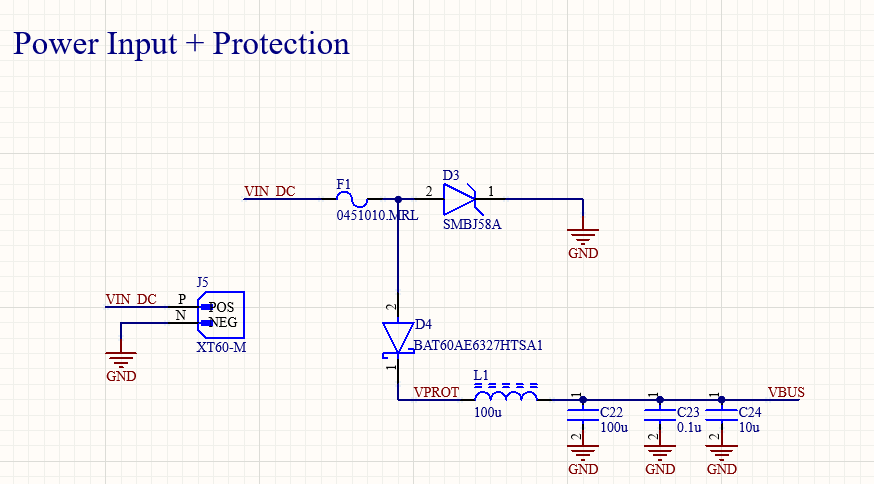 Power Input + Protection
D3
VIN_DC
F1
2
1
0451010.MRL
SMBJ58A
GND
J5
VIN_DC
P
POS
N
NEG
XT60-M
GND
2
D4
BAT60AE6327HTSA1
1
L1
VPROT
100u
VBUS
1
C22
100u
2
GND
1
C23
0.1u
2
GND
1
C24
10u
2
GND